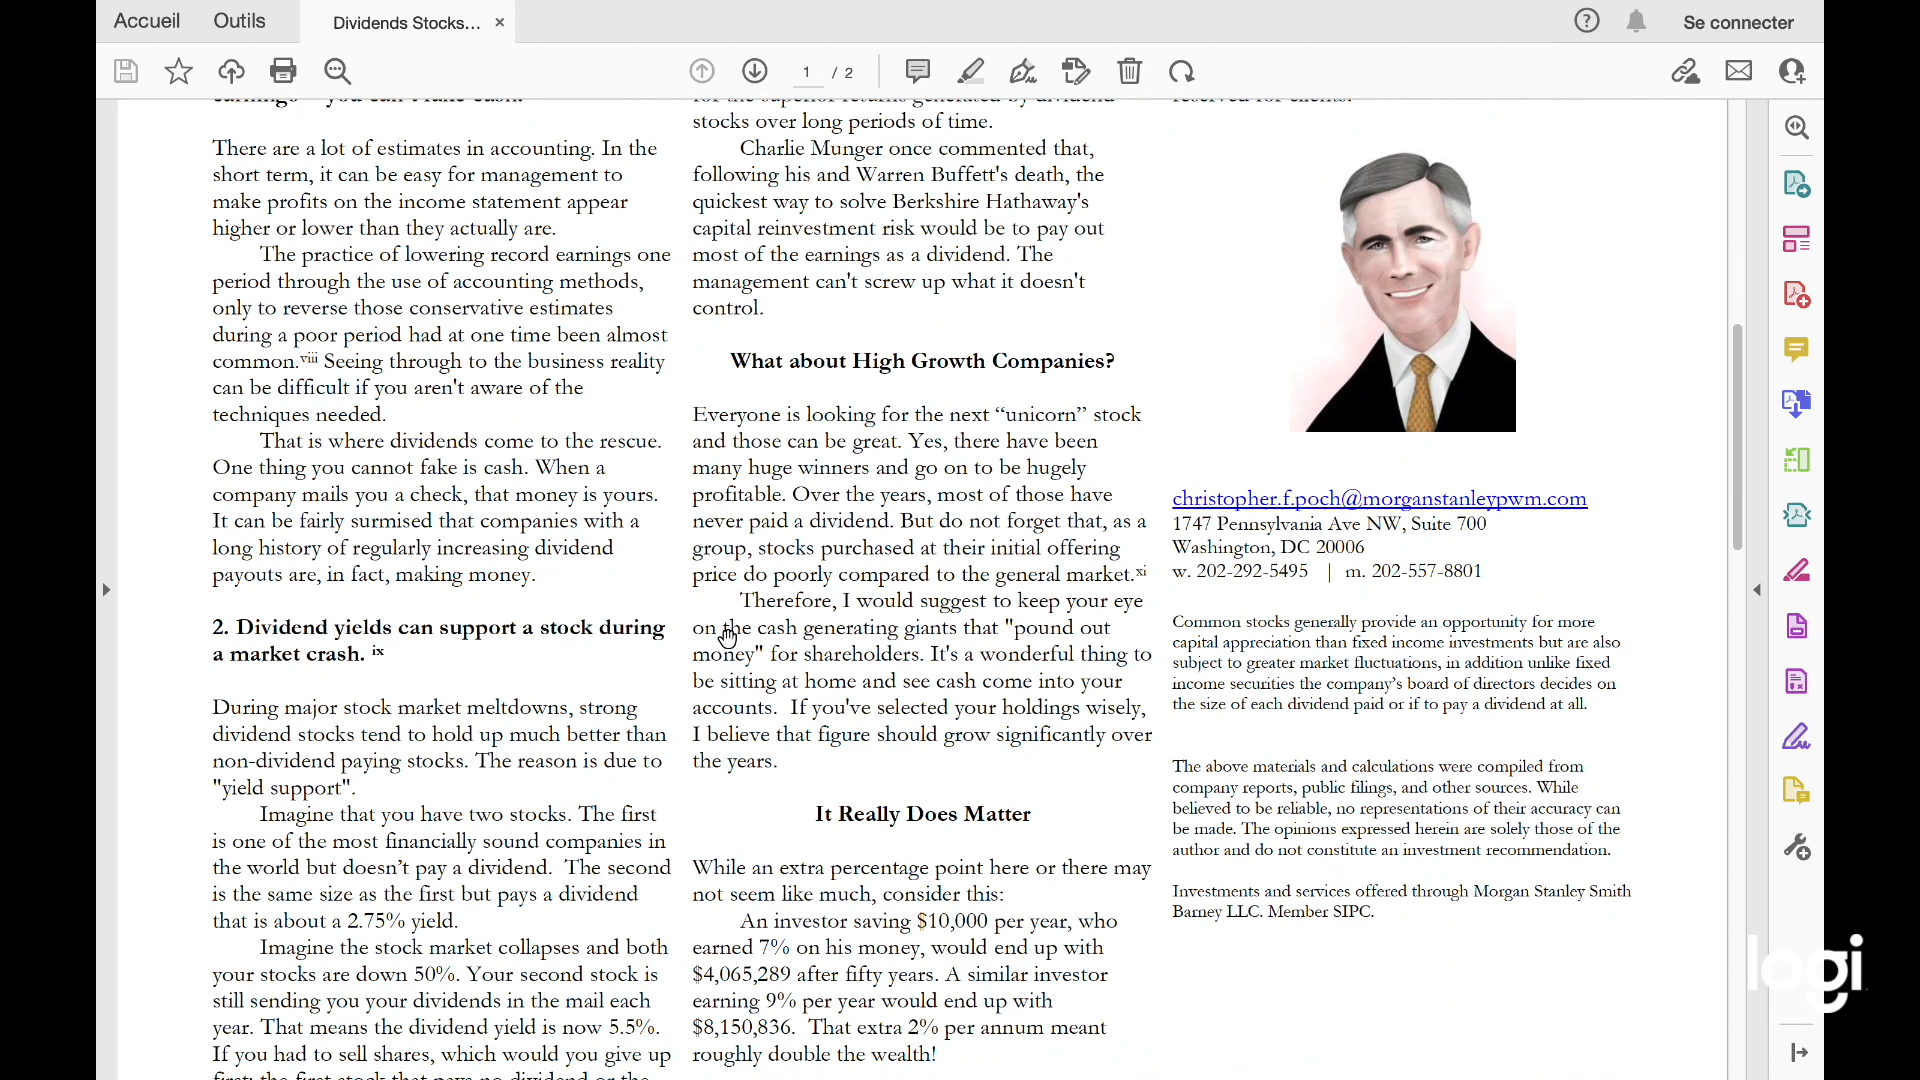 Accueil
Outils
Dividends Stocks... ×
Se connecter
1 / 2
earnings – you can't fake cash.
There are a lot of estimates in accounting. In the
short term, it can be easy for management to
make profits on the income statement appear
higher or lower than they actually are.
The practice of lowering record earnings one
period through the use of accounting methods,
only to reverse those conservative estimates
during a poor period had at one time been almost
common.viii Seeing through to the business reality
can be difficult if you aren't aware of the
techniques needed.
That is where dividends come to the rescue.
One thing you cannot fake is cash. When a
company mails you a check, that money is yours.
It can be fairly surmised that companies with a
long history of regularly increasing dividend
payouts are, in fact, making money.
2. Dividend yields can support a stock during
a market crash. ix
During major stock market meltdowns, strong
dividend stocks tend to hold up much better than
non-dividend paying stocks. The reason is due to
"yield support".
Imagine that you have two stocks. The first
is one of the most financially sound companies in
the world but doesn’t pay a dividend. The second
is the same size as the first but pays a dividend
that is about a 2.75% yield.
Imagine the stock market collapses and both
your stocks are down 50%. Your second stock is
still sending you your dividends in the mail each
year. That means the dividend yield is now 5.5%.
If you had to sell shares, which would you give up
first: the first stock that pays no dividend or the
for the superior returns generated by dividend
stocks over long periods of time.
Charlie Munger once commented that,
following his and Warren Buffett's death, the
quickest way to solve Berkshire Hathaway's
capital reinvestment risk would be to pay out
most of the earnings as a dividend. The
management can't screw up what it doesn't
control.
What about High Growth Companies?
Everyone is looking for the next “unicorn” stock
and those can be great. Yes, there have been
many huge winners and go on to be hugely
profitable. Over the years, most of those have
never paid a dividend. But do not forget that, as a
group, stocks purchased at their initial offering
price do poorly compared to the general market.xi
Therefore, I would suggest to keep your eye
on the cash generating giants that "pound out
money" for shareholders. It's a wonderful thing to
be sitting at home and see cash come into your
accounts. If you've selected your holdings wisely,
I believe that figure should grow significantly over
the years.
It Really Does Matter
While an extra percentage point here or there may
not seem like much, consider this:
An investor saving $10,000 per year, who
earned 7% on his money, would end up with
$4,065,289 after fifty years. A similar investor
earning 9% per year would end up with
$8,150,836. That extra 2% per annum meant
roughly double the wealth!
reserved for clients.
christopher.f.poch@morganstanleypwm.com
1747 Pennsylvania Ave NW, Suite 700
Washington, DC 20006
w. 202-292-5495 | m. 202-557-8801
Common stocks generally provide an opportunity for more
capital appreciation than fixed income investments but are also
subject to greater market fluctuations, in addition unlike fixed
income securities the company’s board of directors decides on
the size of each dividend paid or if to pay a dividend at all.
The above materials and calculations were compiled from
company reports, public filings, and other sources. While
believed to be reliable, no representations of their accuracy can
be made. The opinions expressed herein are solely those of the
author and do not constitute an investment recommendation.
Investments and services offered through Morgan Stanley Smith
Barney LLC. Member SIPC.
logi